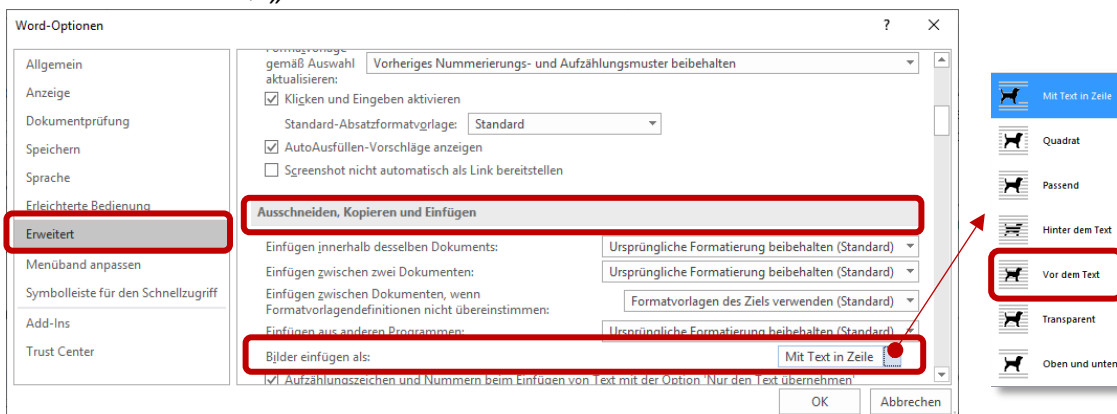 „
Word-Optionen
?
Allgemein
Anzeige
Dokumentprüfung
Speichern
Sprache
Erleichterte Bedienung
Erweitert
Menüband anpassen
Symbolleiste für den Schnellzugriff
Add-Ins
Trust Center
Formatvorlage
gemäß Auswahl
aktualisieren:
Vorheriges Nummerierungs- und Aufzählungsmuster beibehalten
Klicken und Eingeben aktivieren
Standard-Absatzformatvorlage: Standard
AutoAusfüllen-Vorschläge anzeigen
Screenshot nicht automatisch als Link bereitstellen
Ausschneiden, Kopieren und Einfügen
Einfügen innerhalb desselben Dokuments: Ursprüngliche Formatierung beibehalten (Standard)
Einfügen zwischen zwei Dokumenten: Ursprüngliche Formatierung beibehalten (Standard)
Einfügen zwischen Dokumenten, wenn
Formatvorlagendefinitionen nicht übereinstimmen: Formatvorlagen des Ziels verwenden (Standard)
Einfügen aus anderen Programmen: Ursprüngliche Formatierung beibehalten (Standard)
Bilder einfügen als: Mit Text in Zeile
Aufzählungszeichen und Nummern beim Einfügen von Text mit der Option 'Nur den Text übernehmen'
OK Abbrechen
Mit Text in Zeile
Quadrat
Passend
Hinter dem Text
Vor dem Text
Transparent
Oben und unten